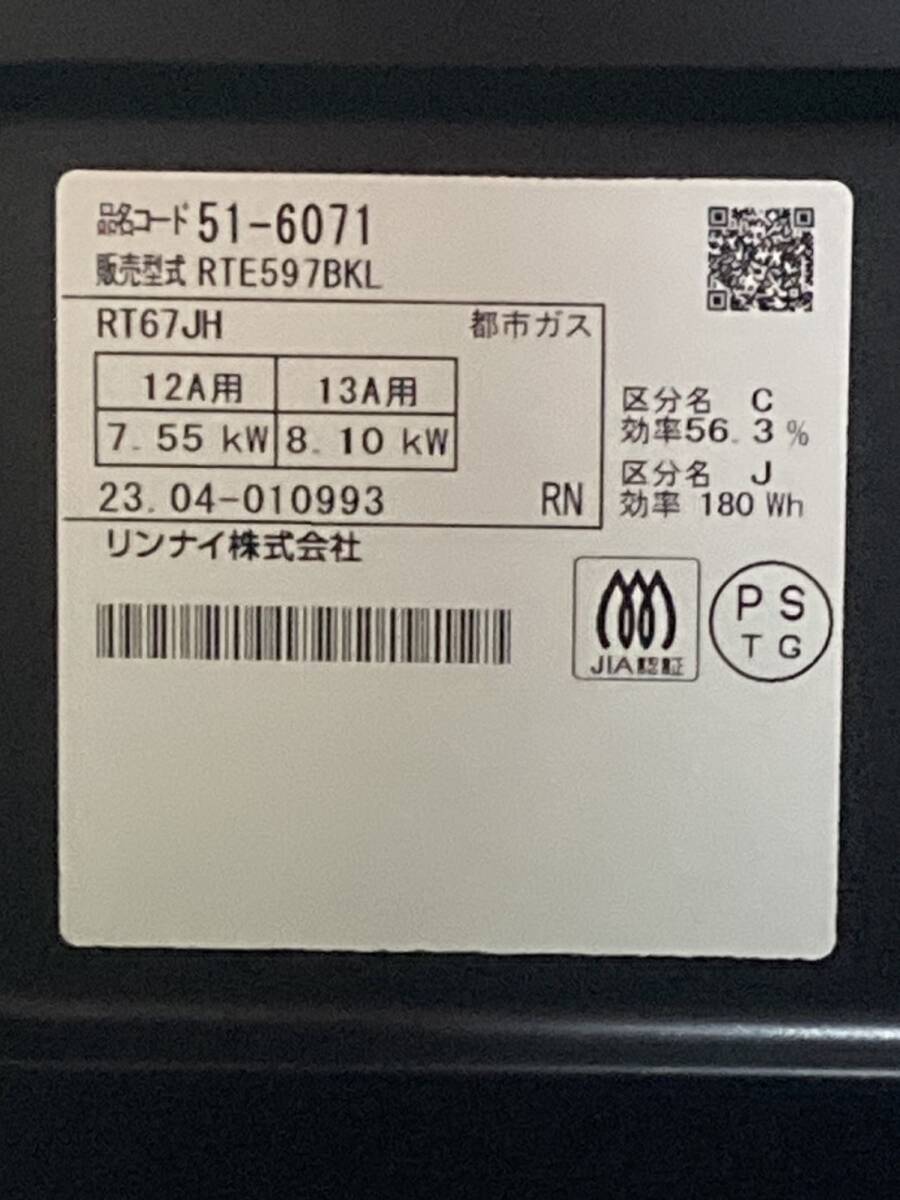 品名コード 51-6071
販売型式 RTE597BKL
RT67JH 都市ガス
12A用 13A用
7.55 kW 8.10 kW
23.04-010993 RN
リンナイ株式会社
区分名 C
効率56.3%
区分名 J
効率 180 Wh
JIA認証
PS
TG